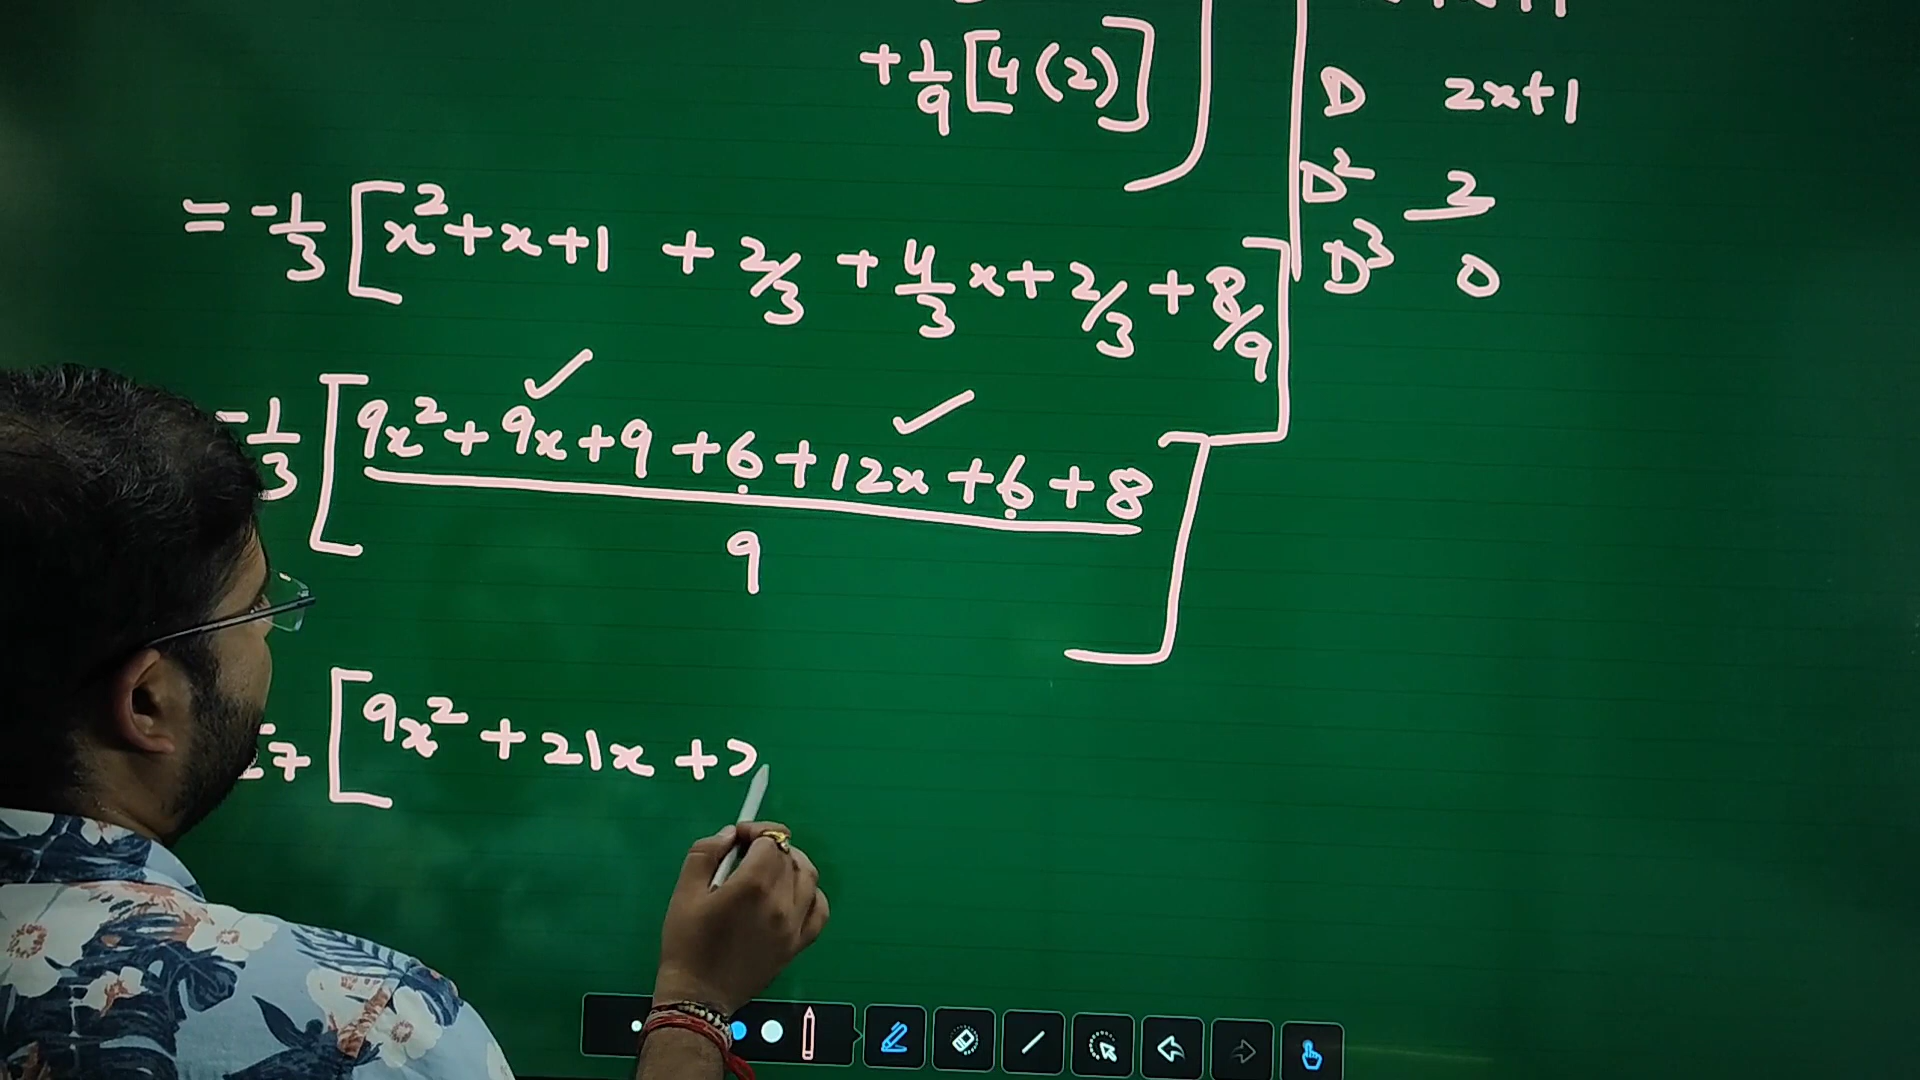 + 1/9 [4(2)]
D 2x+1
D² 2
D³ 0
= -1/3 [x² + x + 1 + 2/3 + 4/3 x + 2/3 + 8/9]
-1/3 [(9x² + 9x + 9 + 6 + 12x + 6 + 8)/9]
[9x² + 21x + 2